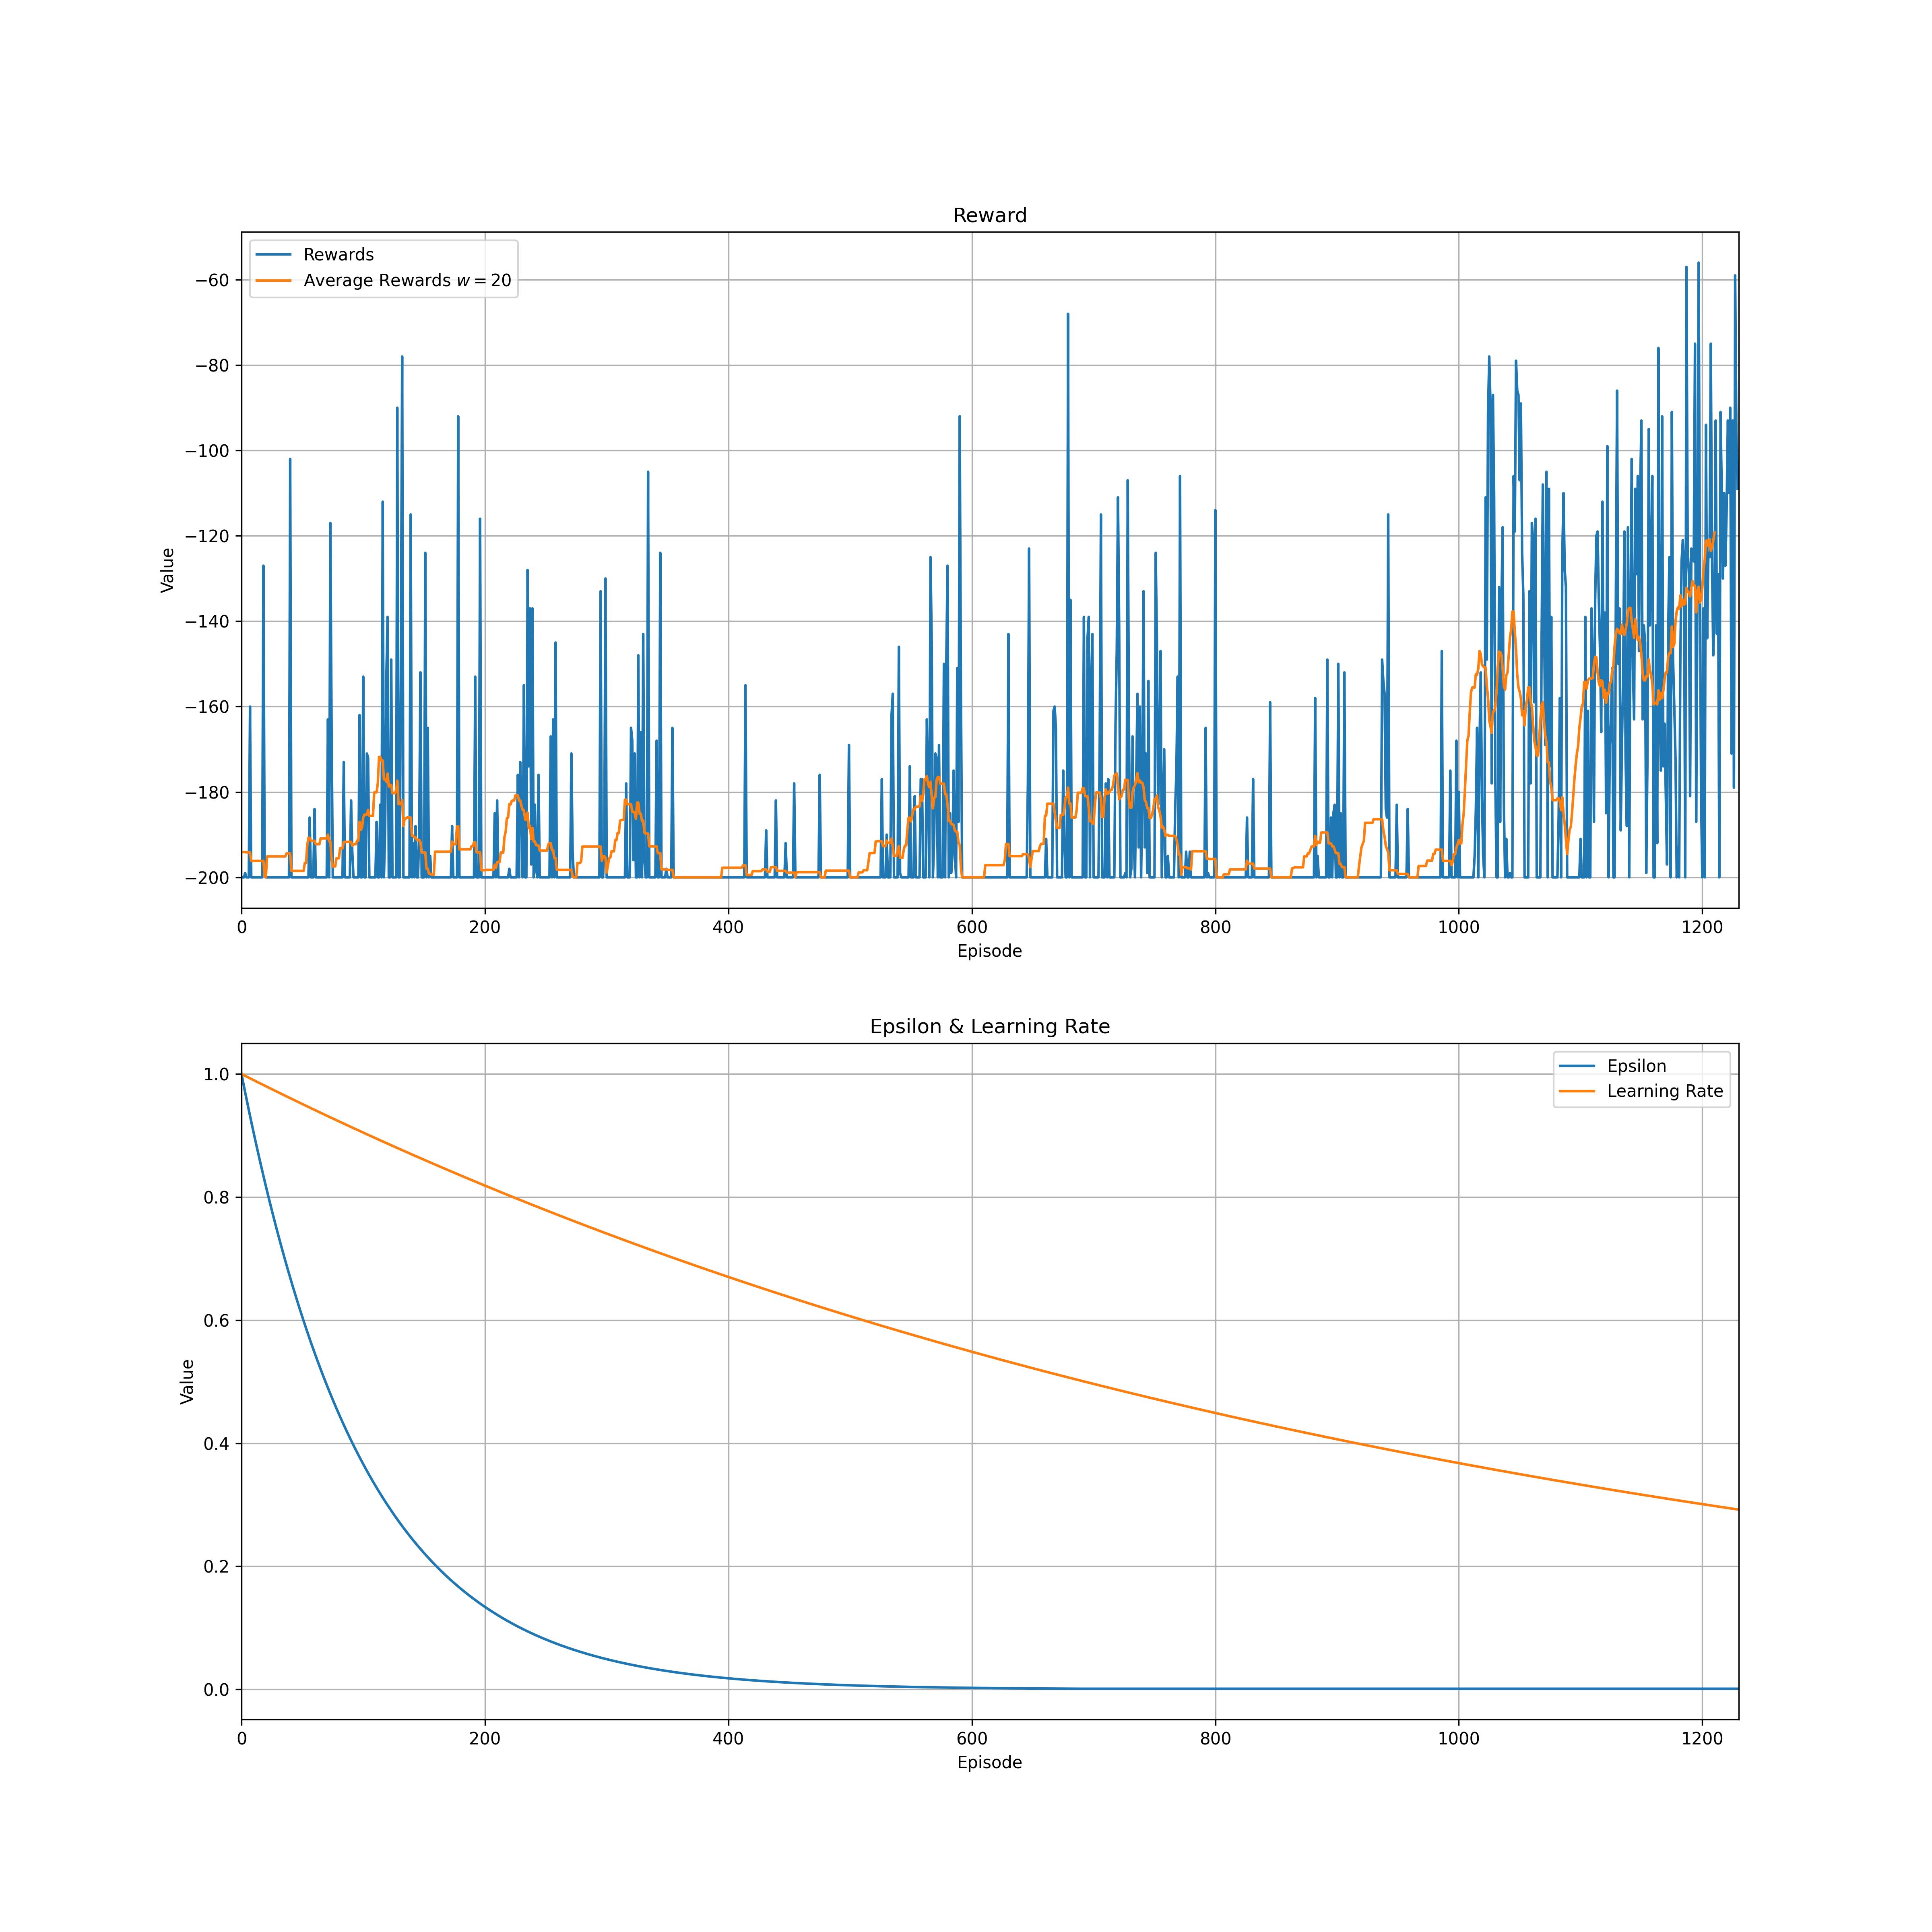 Reward
Rewards
Average Rewards w = 20
Value
−60
−80
−100
−120
−140
−160
−180
−200
0 200 400 600 800 1000 1200
Episode
Epsilon & Learning Rate
Epsilon
Learning Rate
Value
1.0
0.8
0.6
0.4
0.2
0.0
0 200 400 600 800 1000 1200
Episode